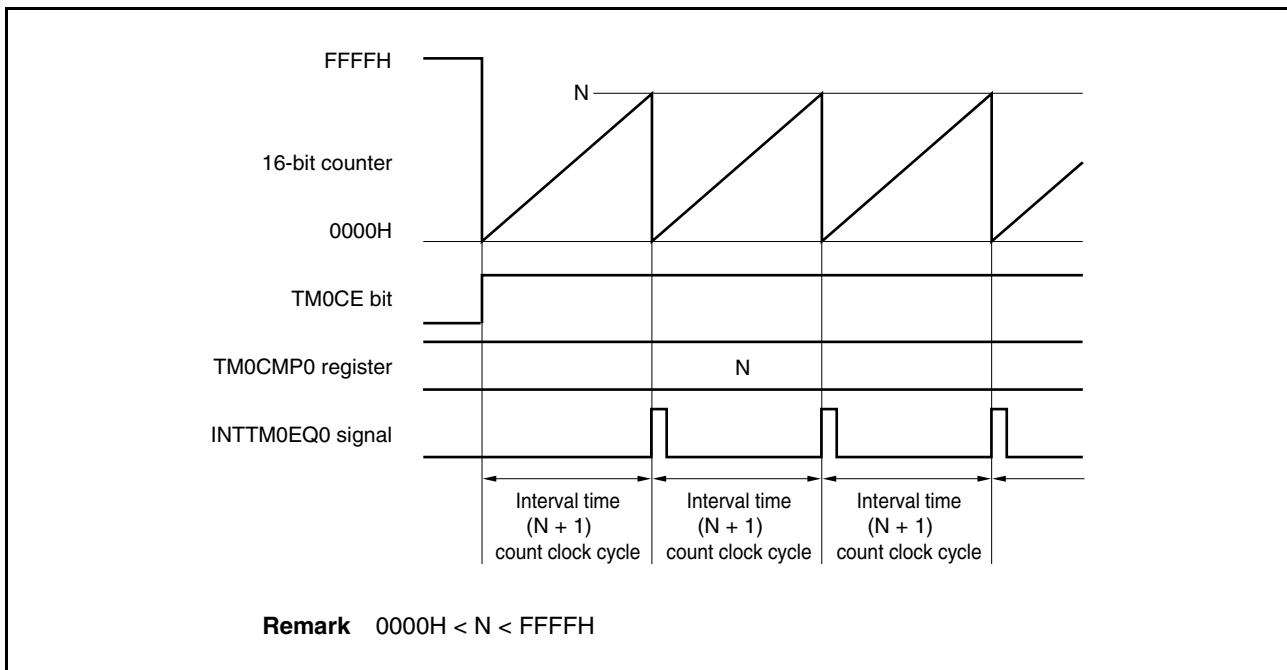 FFFFH
N
16-bit counter
0000H
TM0CE bit
TM0CMP0 register
N
INTTM0EQ0 signal
Interval time
(N + 1)
count clock cycle
Interval time
(N + 1)
count clock cycle
Interval time
(N + 1)
count clock cycle
Remark 0000H < N < FFFFH